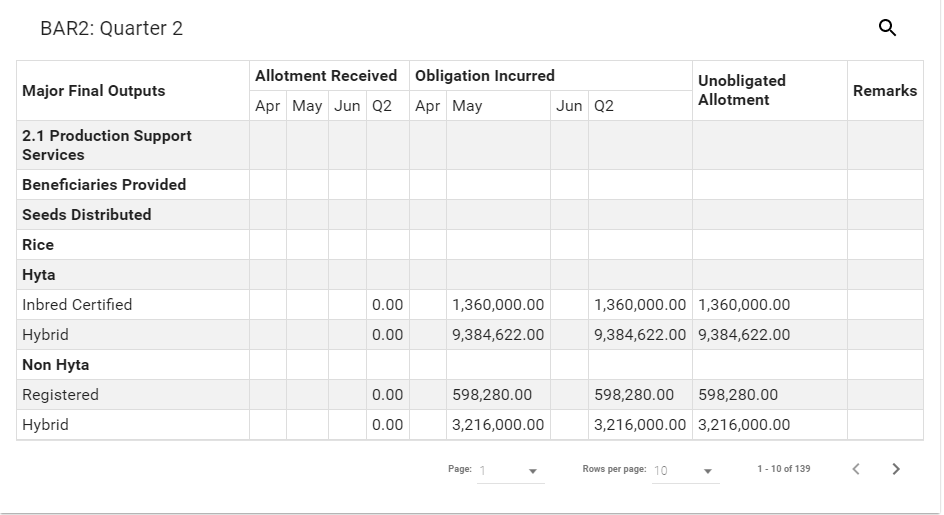 BAR2: Quarter 2
Major Final Outputs Allotment Received Obligation Incurred Unobligated Allotment Remarks
Apr May Jun Q2 Apr May Jun Q2
2.1 Production Support
Services
Beneficiaries Provided
Seeds Distributed
Rice
Hyta
Inbred Certified 0.00 1,360,000.00 1,360,000.00 1,360,000.00
Hybrid 0.00 9,384,622.00 9,384,622.00 9,384,622.00
Non Hyta
Registered 0.00 598,280.00 598,280.00 598,280.00
Hybrid 0.00 3,216,000.00 3,216,000.00 3,216,000.00
Page: 1 Rows per page: 10 1 - 10 of 139